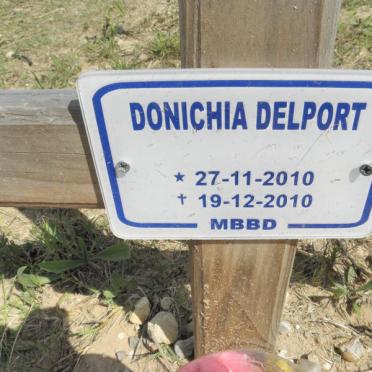 DONICHIA DELPORT
★ 27-11-2010
† 19-12-2010
MBBD